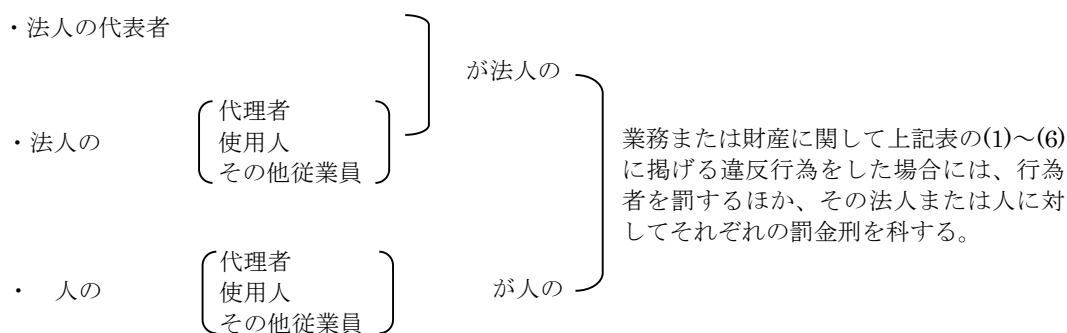 ・法人の代表者
が法人の
・法人の
代理者
使用人
その他従業員
・　人の
代理者
使用人
その他従業員
が人の
業務または財産に関して上記表の(1)～(6)
に掲げる違反行為をした場合には、行為
者を罰するほか、その法人または人に対
してそれぞれの罰金刑を科する。